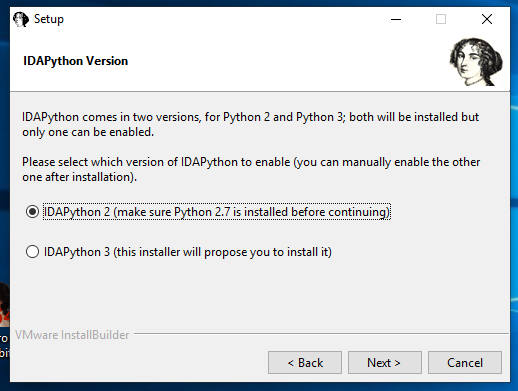 Setup
IDAPython Version
IDAPython comes in two versions, for Python 2 and Python 3; both will be installed but
only one can be enabled.
Please select which version of IDAPython to enable (you can manually enable the other
one after installation).
IDAPython 2 (make sure Python 2.7 is installed before continuing)
IDAPython 3 (this installer will propose you to install it)
VMware InstallBuilder
ro
bit
< Back
Next >
Cancel